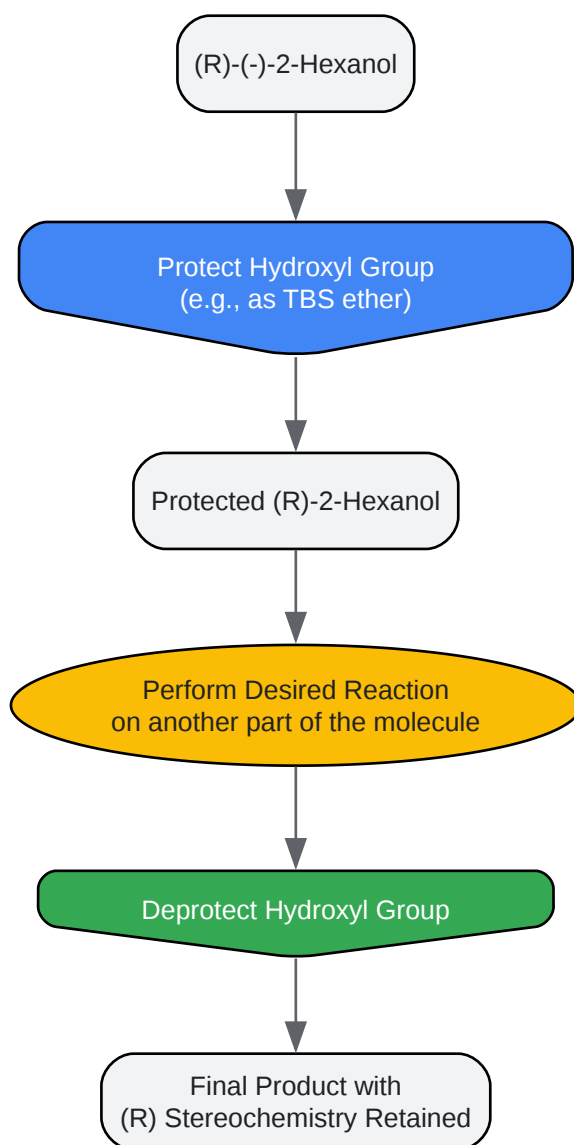 (R)-(-)-2-Hexanol
Protect Hydroxyl Group
(e.g., as TBS ether)
Protected (R)-2-Hexanol
Perform Desired Reaction
on another part of the molecule
Deprotect Hydroxyl Group
Final Product with
(R) Stereochemistry Retained